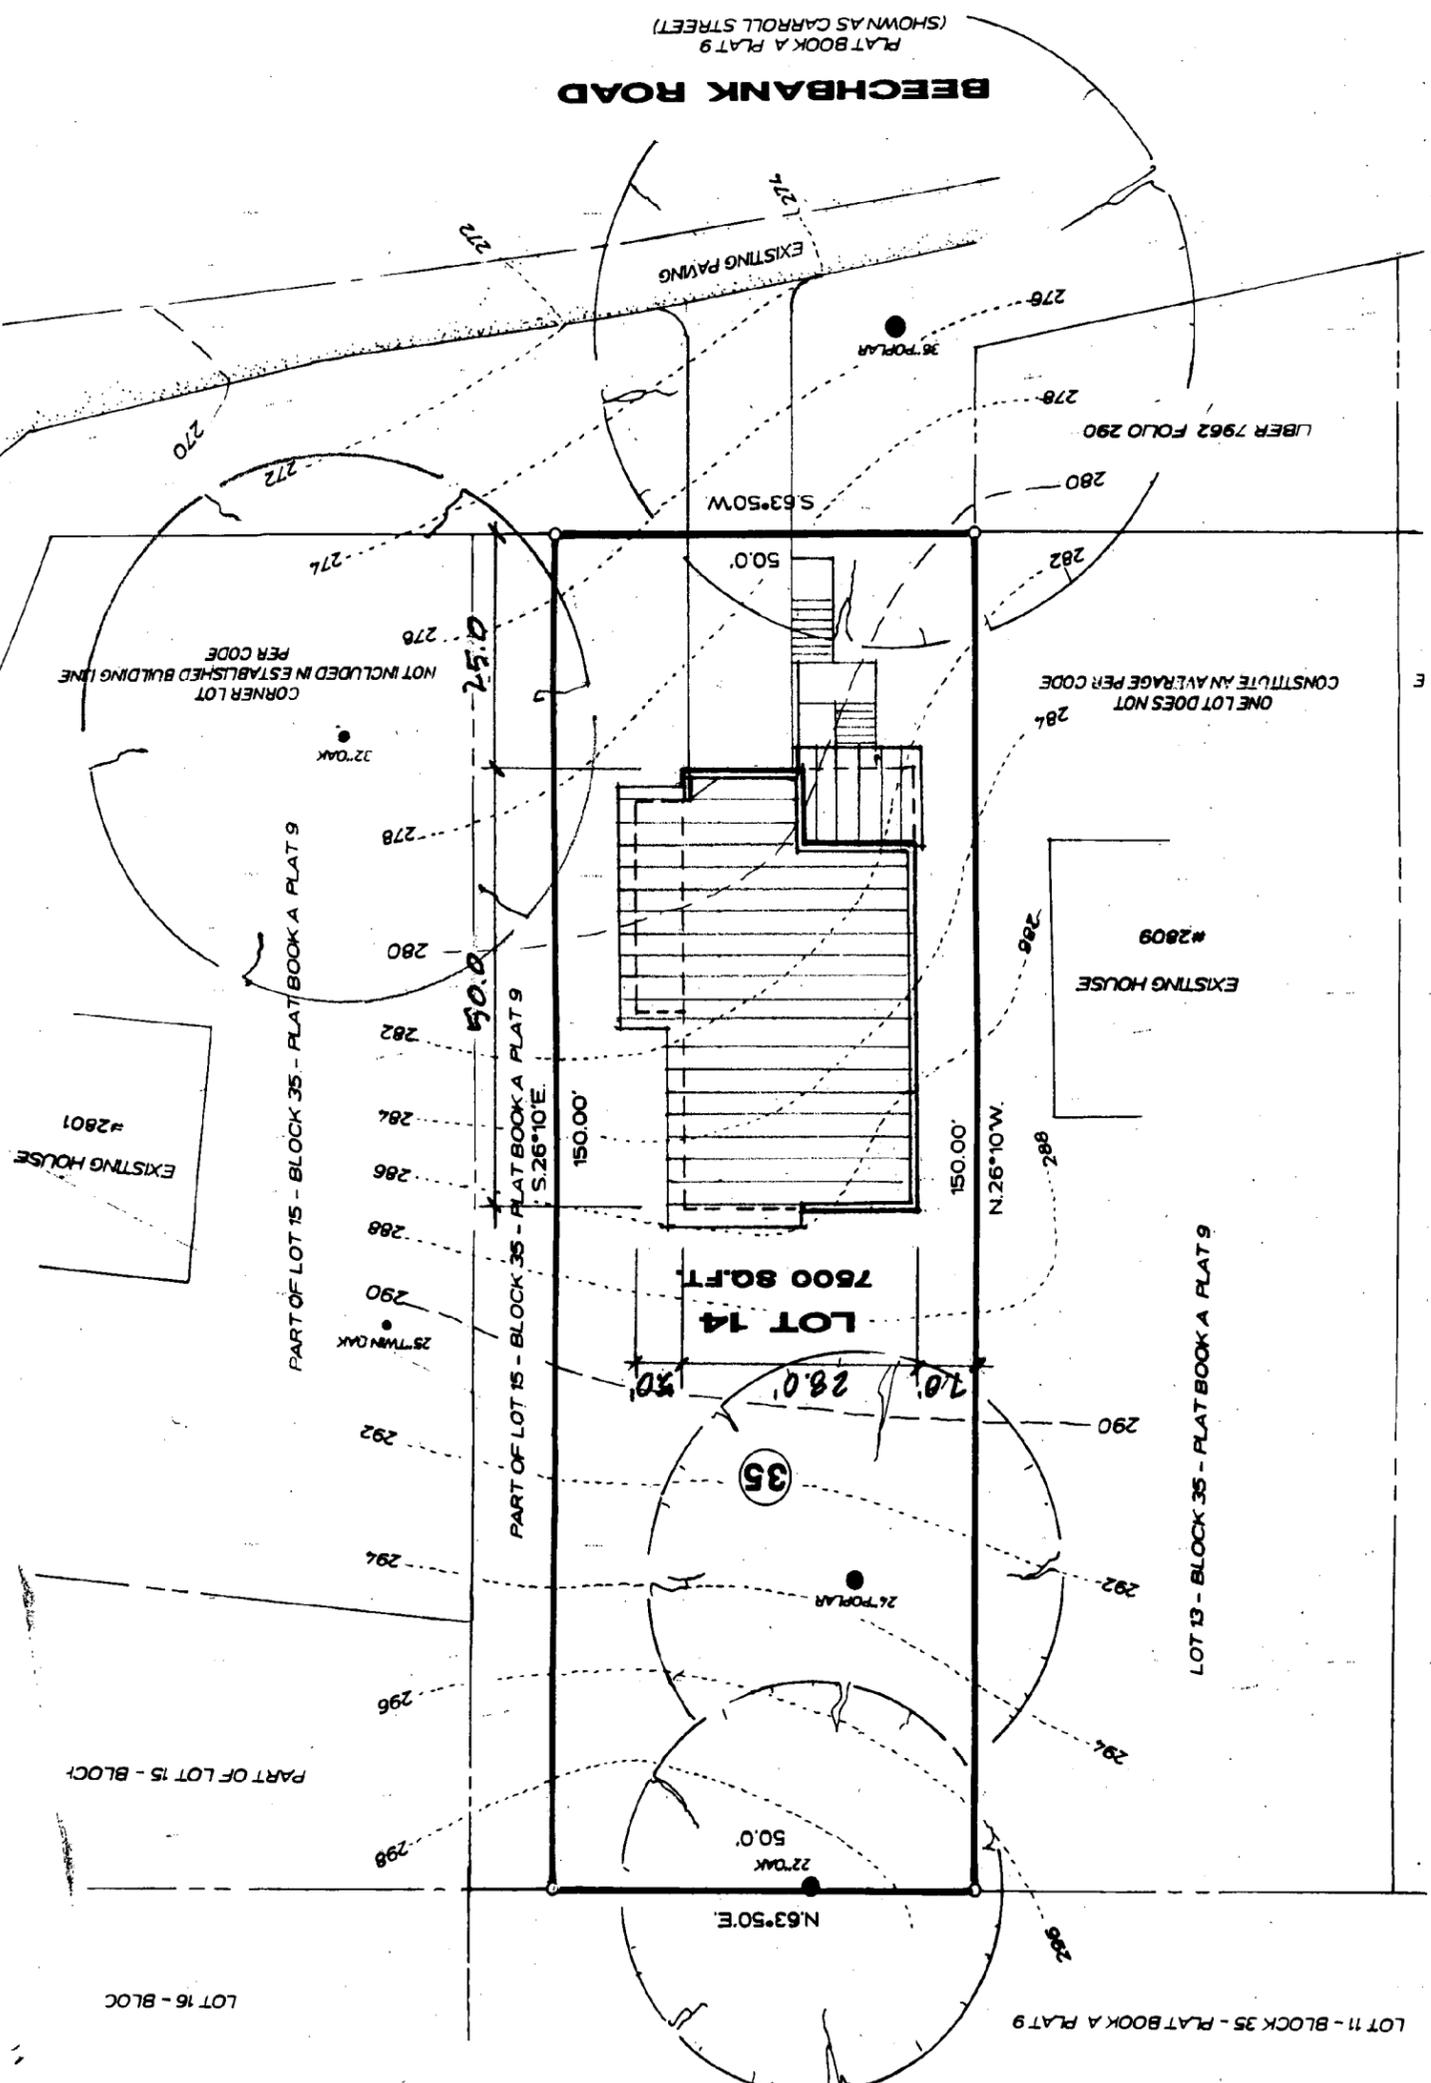 LOT 11 - BLOCK 35 - PLAT BOOK A PLAT 9
LOT 16 - BLOC
296
N.63°50'E.
22" OAK
50.0'
298
PART OF LOT 15 - BLOC
294
296
24" POPLAR
292
294
35
292
290
7.0'
28.0'
5.0'
LOT 14
7500 SQ.FT.
25" TWIN OAK
290
288
286
284
282
280
LOT 13 - BLOCK 35 - PLAT BOOK A PLAT 9
288
N.26°10'W.
150.00'
150.00'
S.26°10'E.
PART OF LOT 15 - BLOCK 35 - PLAT BOOK A PLAT 9
PART OF LOT 15 - BLOCK 35 - PLAT BOOK A PLAT 9
EXISTING HOUSE
#2801
EXISTING HOUSE
#2809
288
50.0
278
32" OAK
284
ONE LOT DOES NOT
CONSTITUTE AN AVERAGE PER CODE
E
25.0
CORNER LOT
NOT INCLUDED IN ESTABLISHED BUILDING LINE
PER CODE
276
274
282
50.0'
S.63°50'W.
280
272
270
LIBER 7962 FOLIO 290
278
36" POPLAR
276
EXISTING PAVING
272
274
BEECHBANK ROAD
PLAT BOOK A PLAT 9
(SHOWN AS CARROLL STREET)